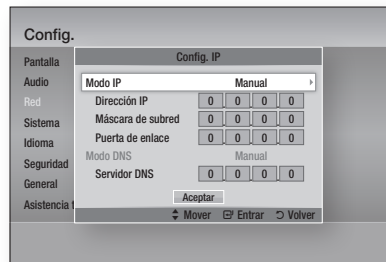 Config.
Pantalla
Audio
Red
Sistema
Idioma
Seguridad
General
Asistencia
Config. IP
Modo IP Manual
Dirección IP 0 . 0 . 0 . 0
Máscara de subred 0 . 0 . 0 . 0
Puerta de enlace 0 . 0 . 0 . 0
Modo DNS Manual
Servidor DNS 0 . 0 . 0 . 0
Aceptar
Mover Entrar Volver